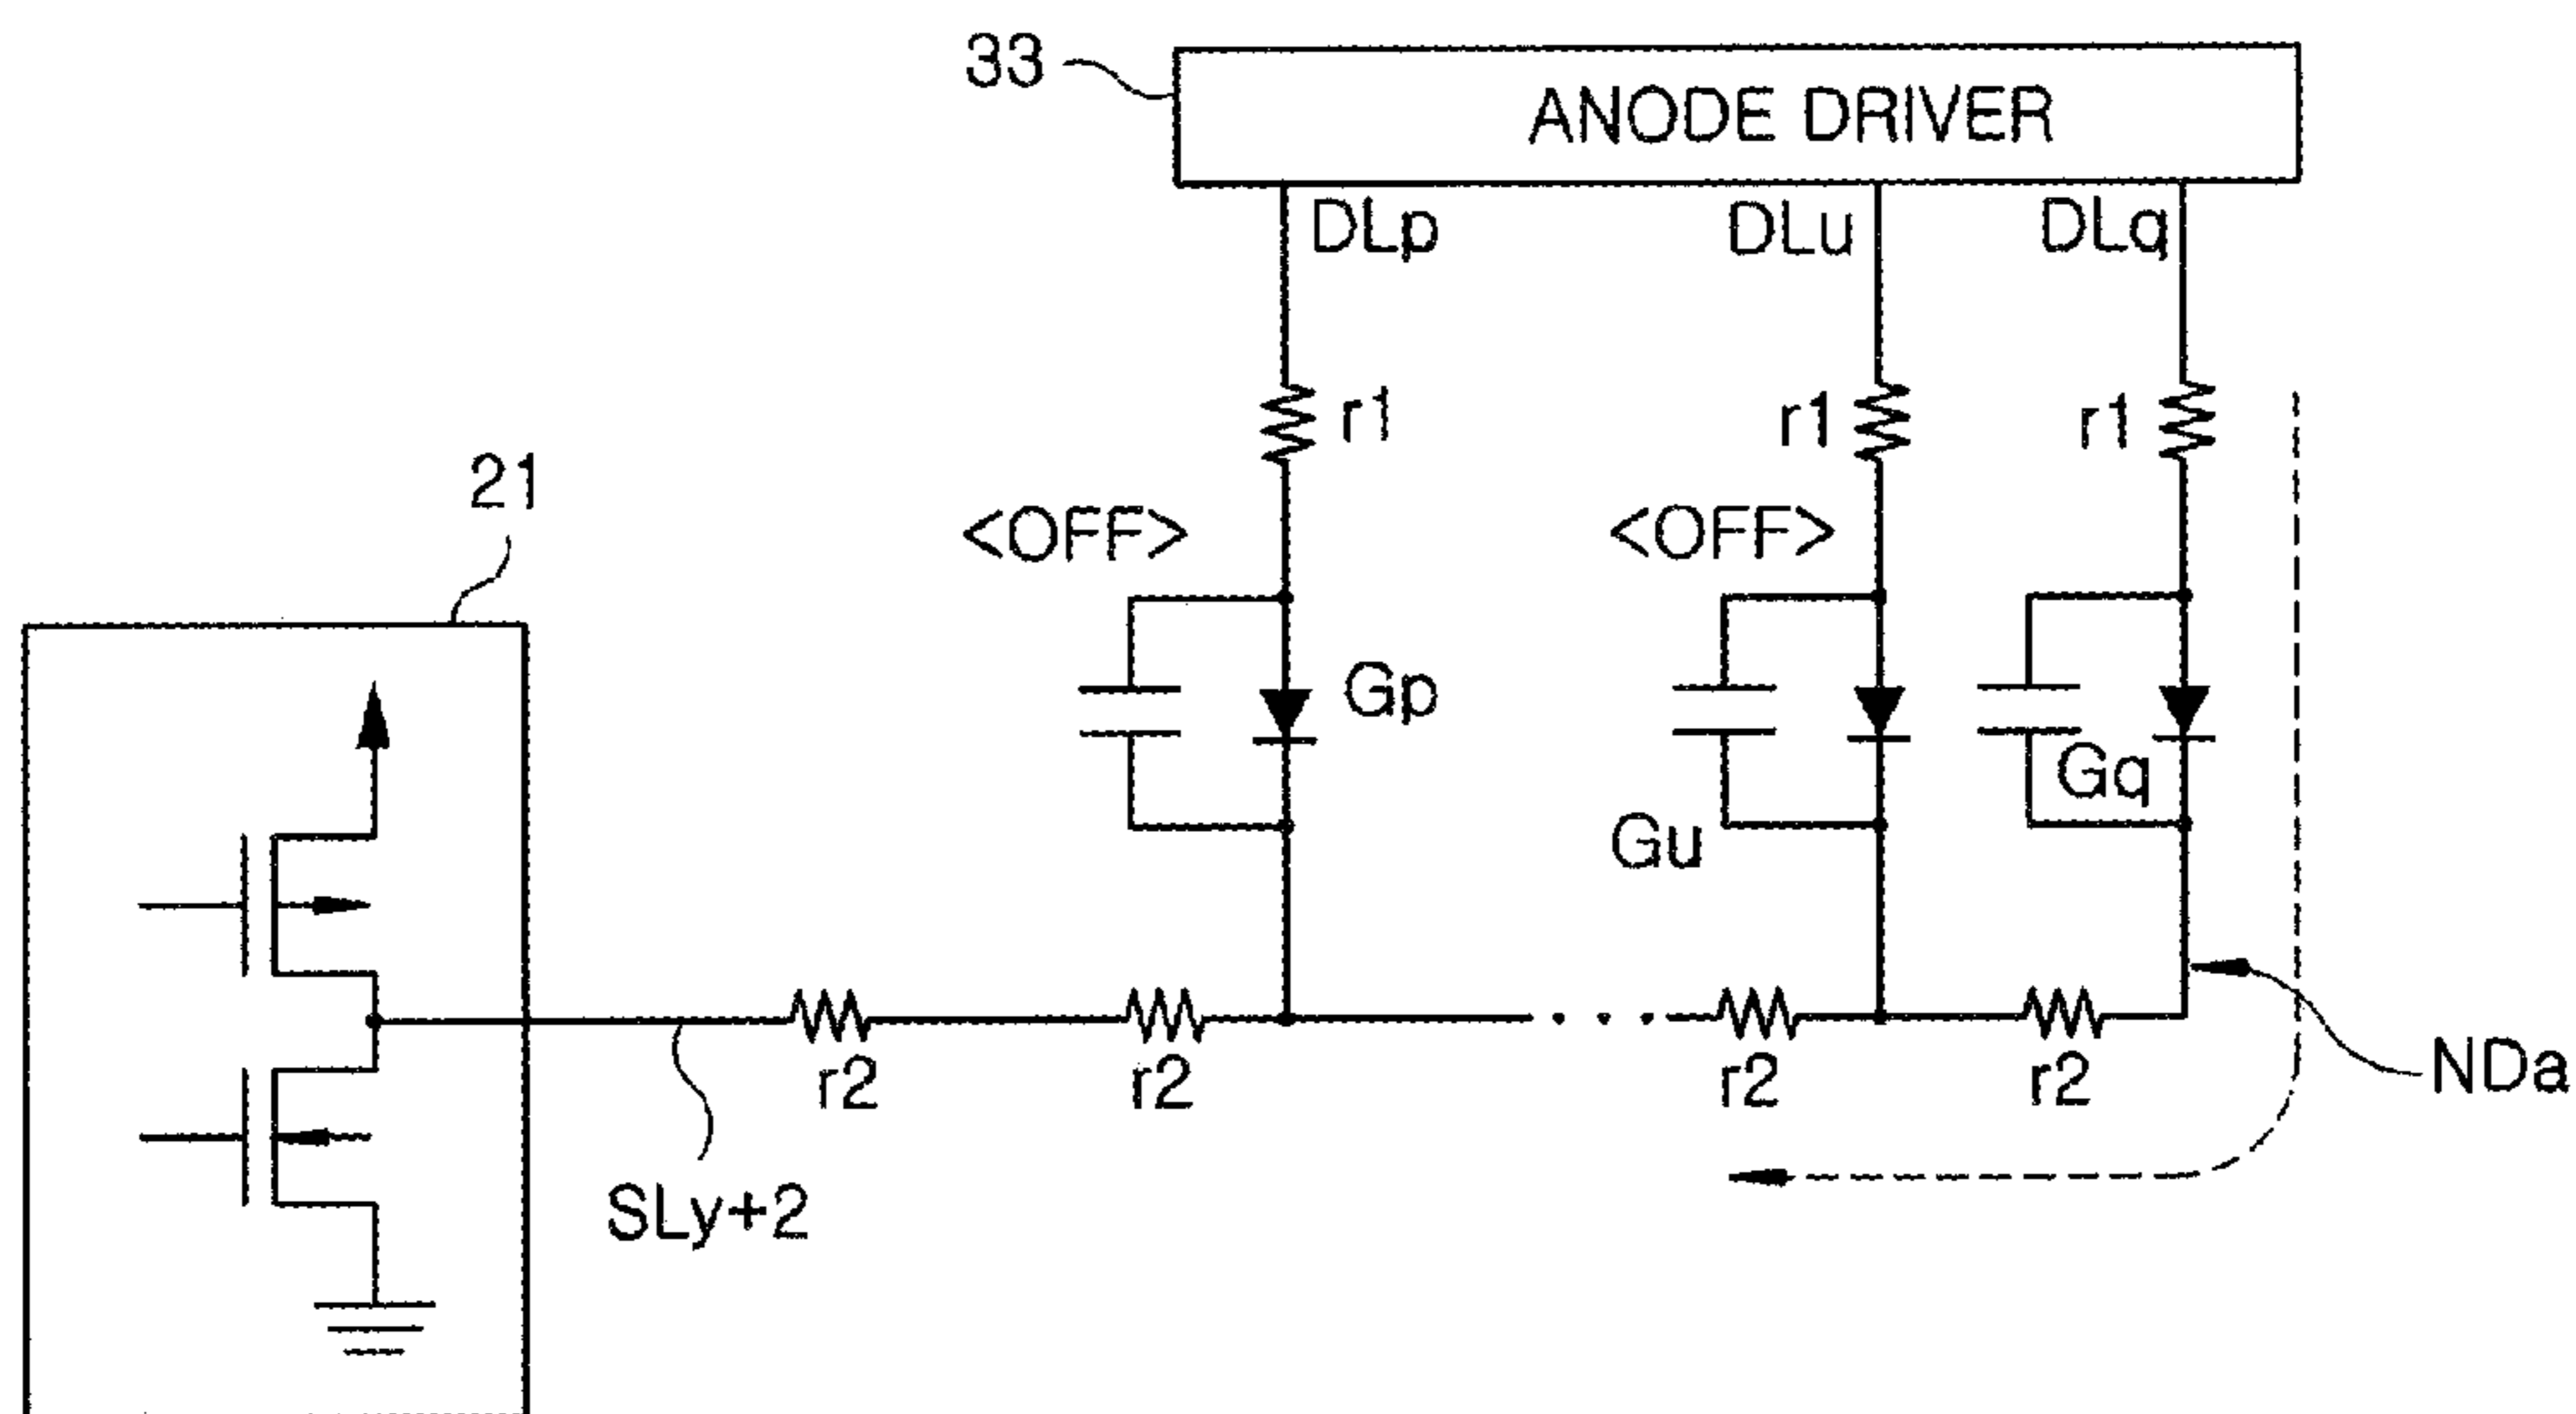 33
ANODE DRIVER
DLp
DLu
DLq
r1
r1
r1
21
<OFF>
<OFF>
Gp
Gq
Gu
r2
r2
r2
r2
NDa
SLy+2